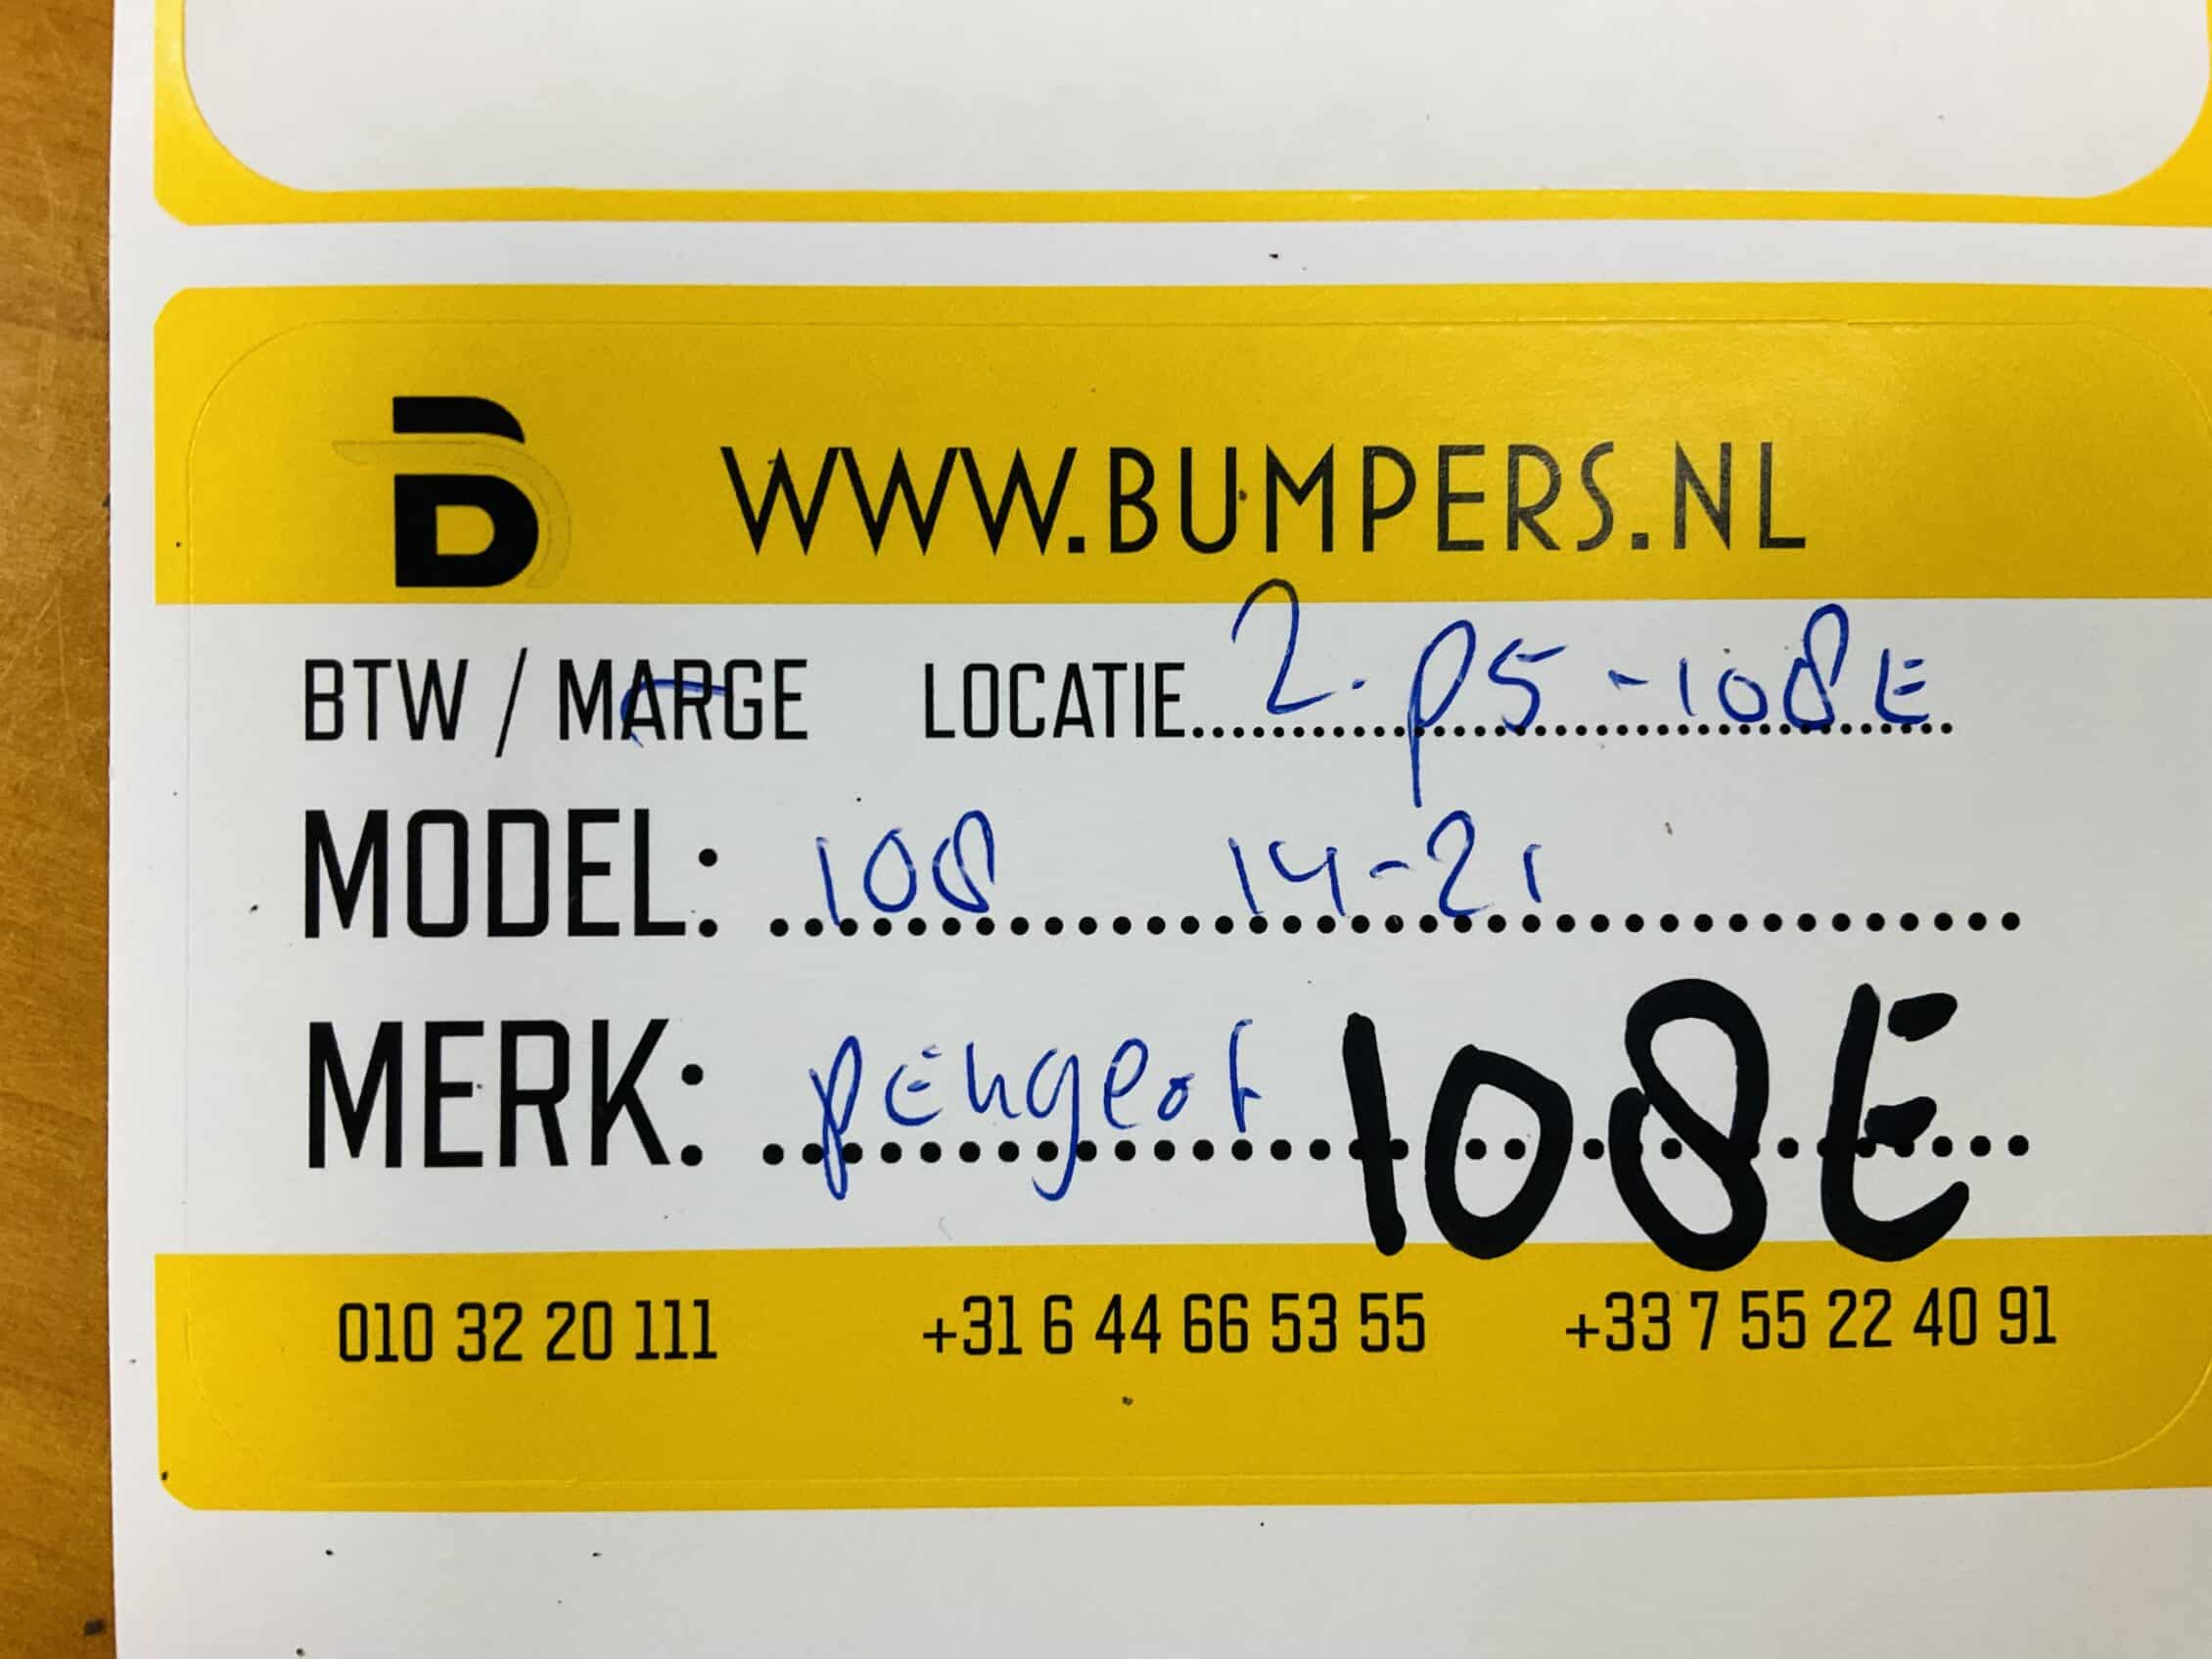 WWW.BUMPERS.NL
BTW / MARGE LOCATIE 2-P5-108E
MODEL: 108 14-21
MERK: pEugeot 108E
010 32 20 111 +31 6 44 66 53 55 +33 7 55 22 40 91